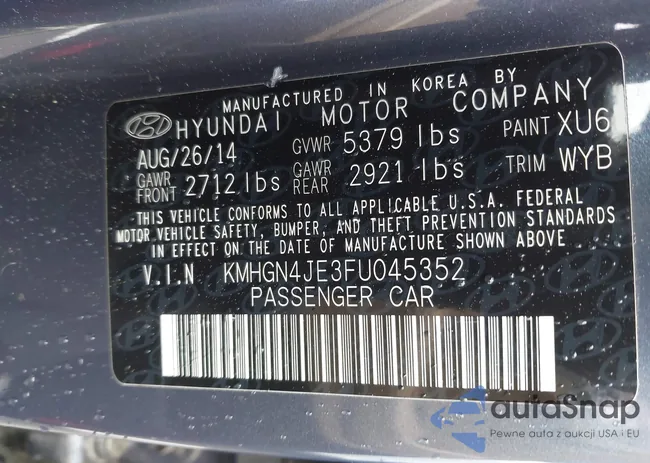 MANUFACTURED IN KOREA BY
HYUNDAI MOTOR COMPANY
AUG/26/14 GVWR 5379 lbs PAINT XU6
GAWR FRONT 2712 lbs GAWR REAR 2921 lbs TRIM WYB
THIS VEHICLE CONFORMS TO ALL APPLICABLE U.S.A. FEDERAL
MOTOR VEHICLE SAFETY, BUMPER, AND THEFT PREVENTION STANDARDS
IN EFFECT ON THE DATE OF MANUFACTURE SHOWN ABOVE
V.I.N KMHGN4JE3FU045352
PASSENGER CAR
autaSnap
Pewne auta z aukcji USA i EU